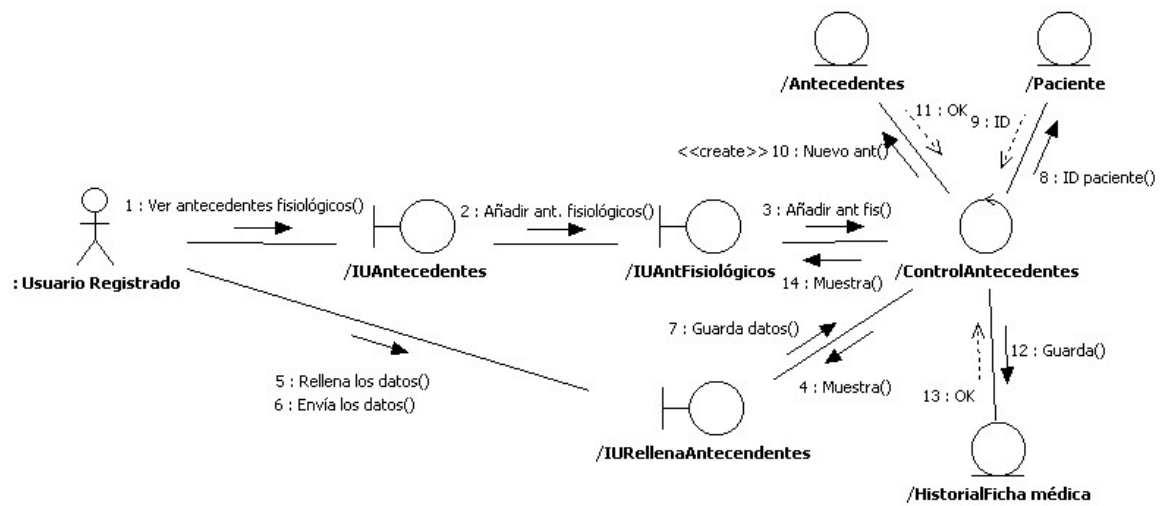 /Antecedentes
/Paciente
11 : OK
9 : ID
<<create>> 10 : Nuevo ant()
8 : ID paciente()
1 : Ver antecedentes fisiológicos()
2 : Añadir ant. fisiológicos()
3 : Añadir ant fis()
: Usuario Registrado
/IUAntecedentes
/IUAntFisiológicos
/ControlAntecedentes
14 : Muestra()
7 : Guarda datos()
12 : Guarda()
5 : Rellena los datos()
6 : Envía los datos()
4 : Muestra()
13 : OK
/IURellenaAntecendentes
/HistorialFicha médica